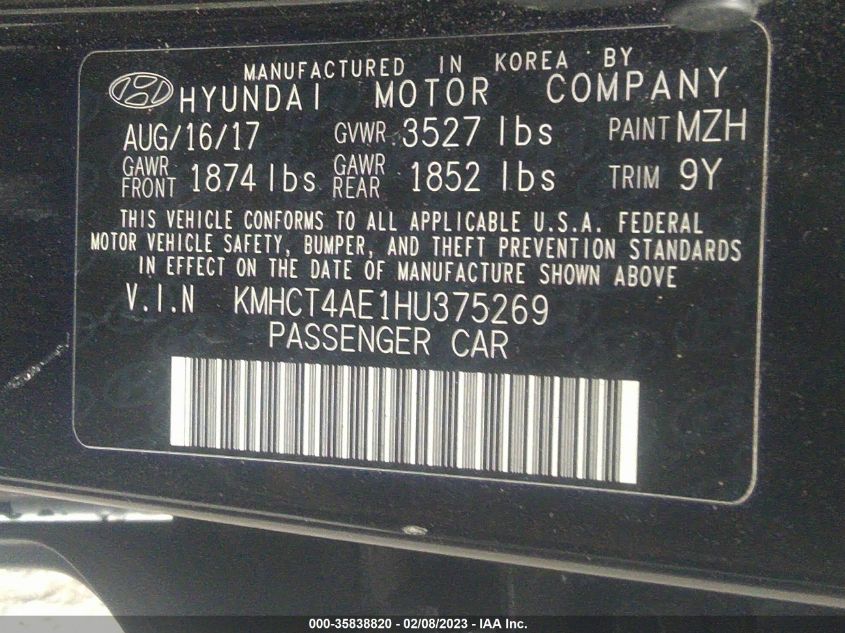 MANUFACTURED IN KOREA BY
HYUNDAI MOTOR COMPANY
AUG/16/17 GVWR 3527 lbs PAINT MZH
GAWR FRONT 1874 lbs GAWR REAR 1852 lbs TRIM 9Y
THIS VEHICLE CONFORMS TO ALL APPLICABLE U.S.A. FEDERAL
MOTOR VEHICLE SAFETY, BUMPER, AND THEFT PREVENTION STANDARDS
IN EFFECT ON THE DATE OF MANUFACTURE SHOWN ABOVE
V.I.N KMHCT4AE1HU375269
PASSENGER CAR
000-35838820 - 02/08/2023 - IAA Inc.